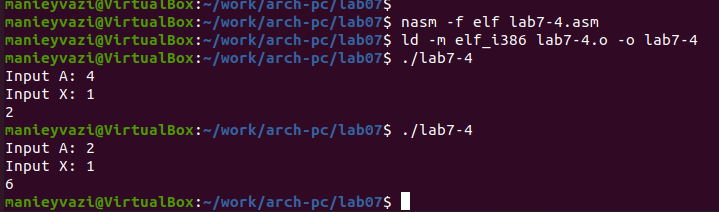 manieyvazi@VirtualBox:~/work/arch-pc/lab07$
manieyvazi@VirtualBox:~/work/arch-pc/lab07$ nasm -f elf lab7-4.asm
manieyvazi@VirtualBox:~/work/arch-pc/lab07$ ld -m elf_i386 lab7-4.o -o lab7-4
manieyvazi@VirtualBox:~/work/arch-pc/lab07$ ./lab7-4
Input A: 4
Input X: 1
2
manieyvazi@VirtualBox:~/work/arch-pc/lab07$ ./lab7-4
Input A: 2
Input X: 1
6
manieyvazi@VirtualBox:~/work/arch-pc/lab07$